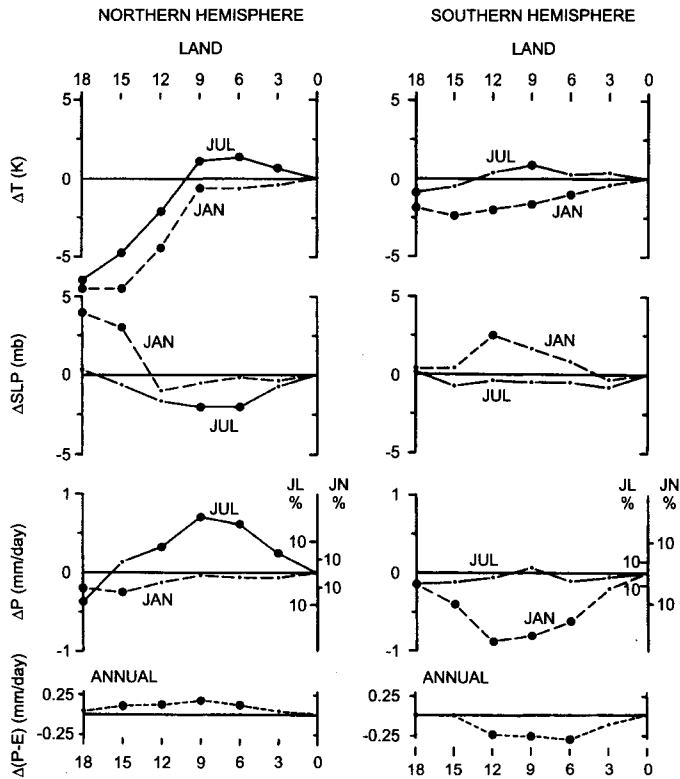 NORTHERN HEMISPHERE
SOUTHERN HEMISPHERE
LAND
LAND
18 15 12 9 6 3 0
18 15 12 9 6 3 0
ΔT (K)
5
0
-5
JUL
JAN
5
0
-5
JUL
JAN
ΔSLP (mb)
5
0
-5
JAN
JUL
5
0
-5
JAN
JUL
ΔP (mm/day)
1
0
-1
JUL
JAN
JL JN
% %
10
10
10
10
1
0
-1
JUL
JAN
JL JN
% %
10
10
10
10
Δ(P-E) (mm/day)
ANNUAL
0.25
-0.25
ANNUAL
0.25
-0.25
18 15 12 9 6 3 0
18 15 12 9 6 3 0